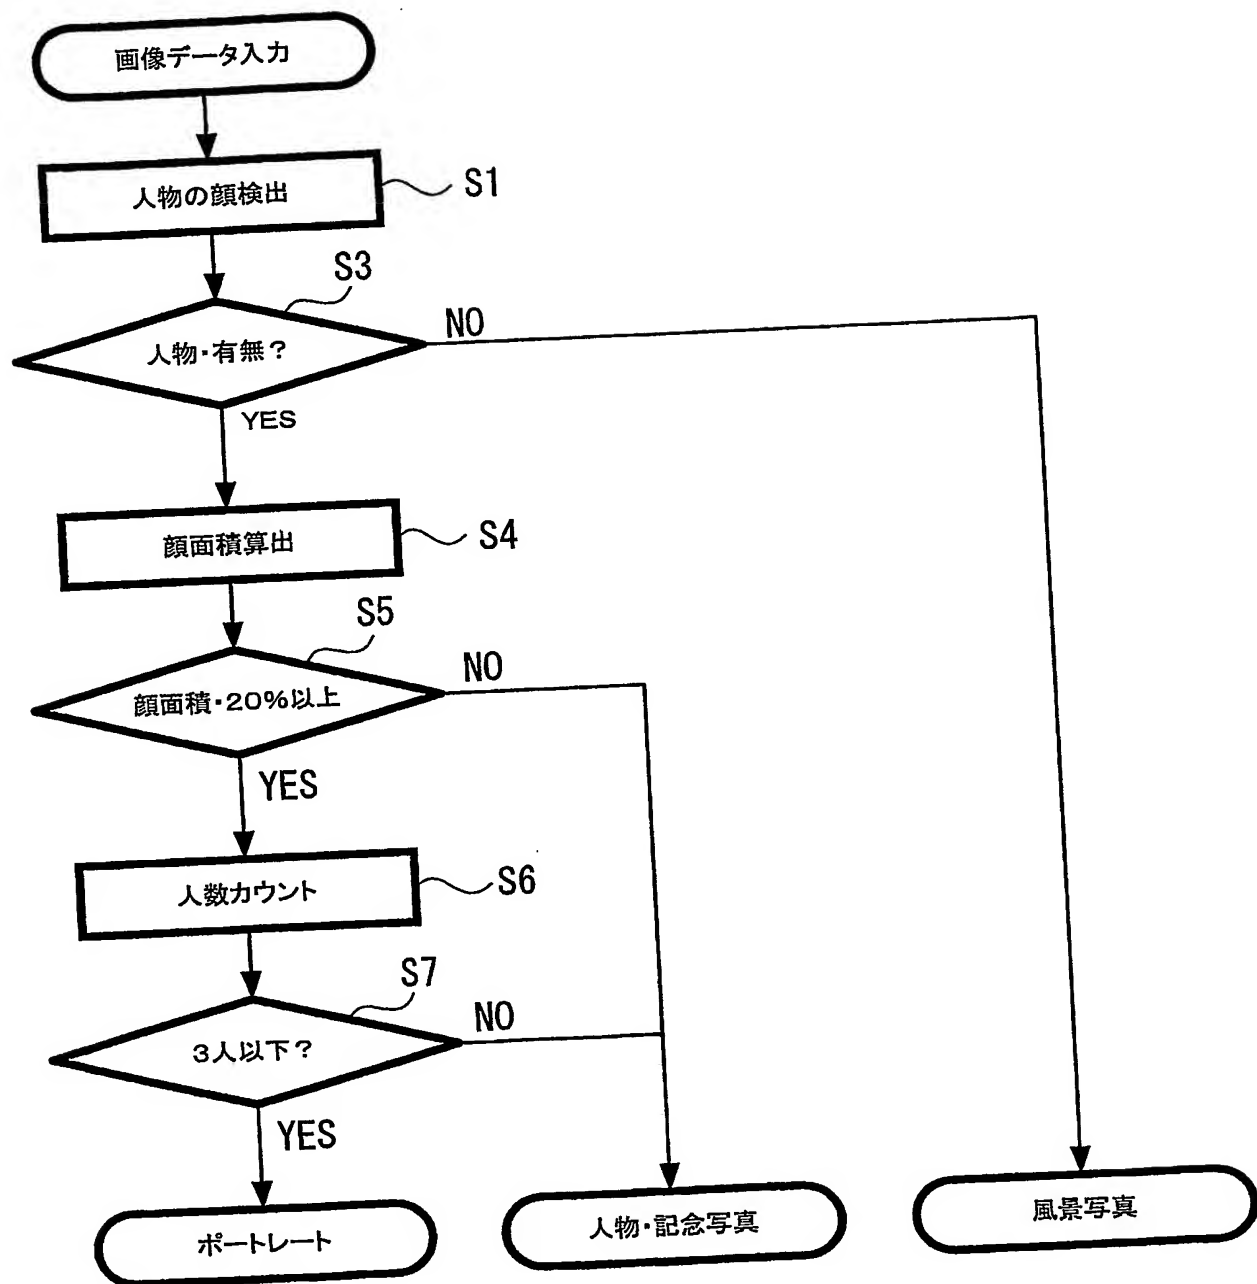 画像データ入力
人物の顔検出
S1
S3
人物・有無？
NO
YES
顔面積算出
S4
S5
顔面積・20%以上
NO
YES
人数カウント
S6
S7
3人以下？
NO
YES
ポートレート
人物・記念写真
風景写真